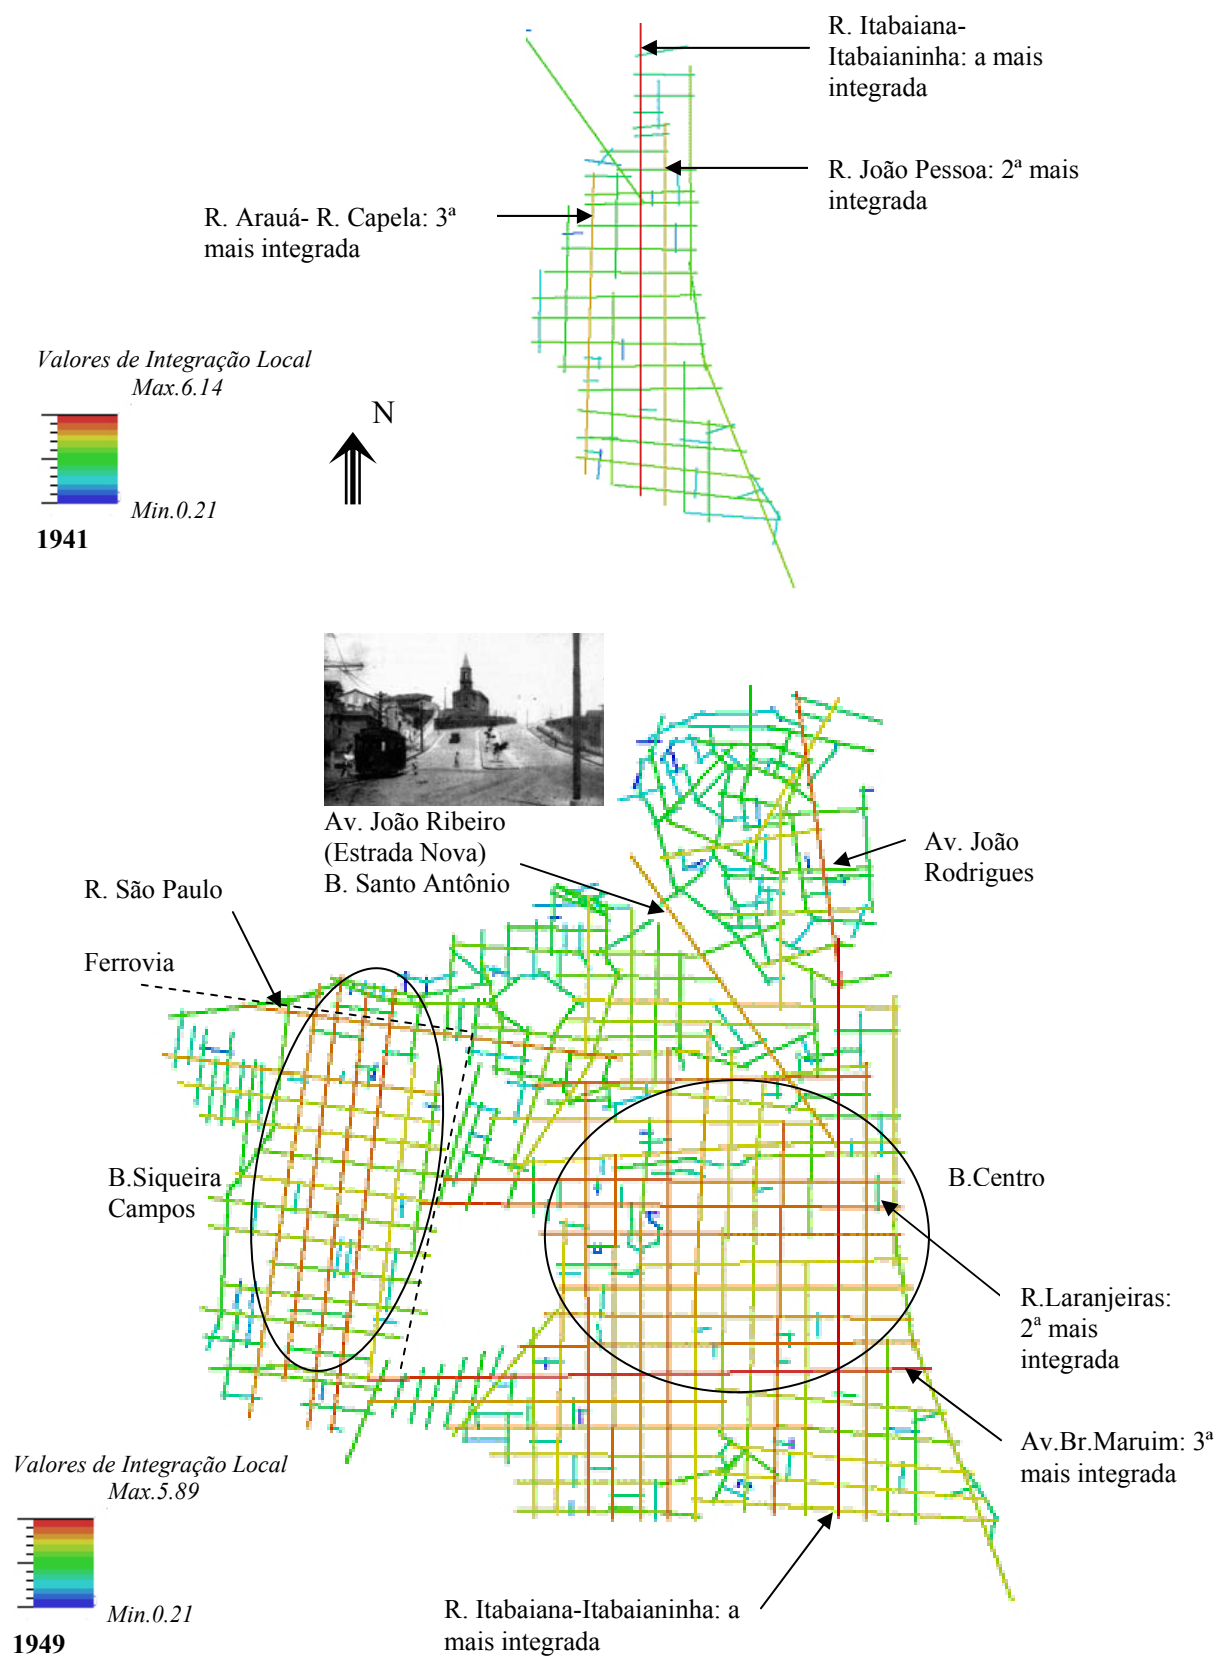 R. Itabaiana-
Itabaianinha: a mais
integrada
R. João Pessoa: 2ª mais
integrada
R. Arauá- R. Capela: 3ª
mais integrada
Valores de Integração Local
Max.6.14
N
Min.0.21
1941
Av. João Ribeiro
(Estrada Nova)
B. Santo Antônio
Av. João
Rodrigues
R. São Paulo
Ferrovia
B.Siqueira
Campos
B.Centro
R.Laranjeiras:
2ª mais
integrada
Av.Br.Maruim: 3ª
mais integrada
Valores de Integração Local
Max.5.89
Min.0.21
1949
R. Itabaiana-Itabaianinha: a
mais integrada